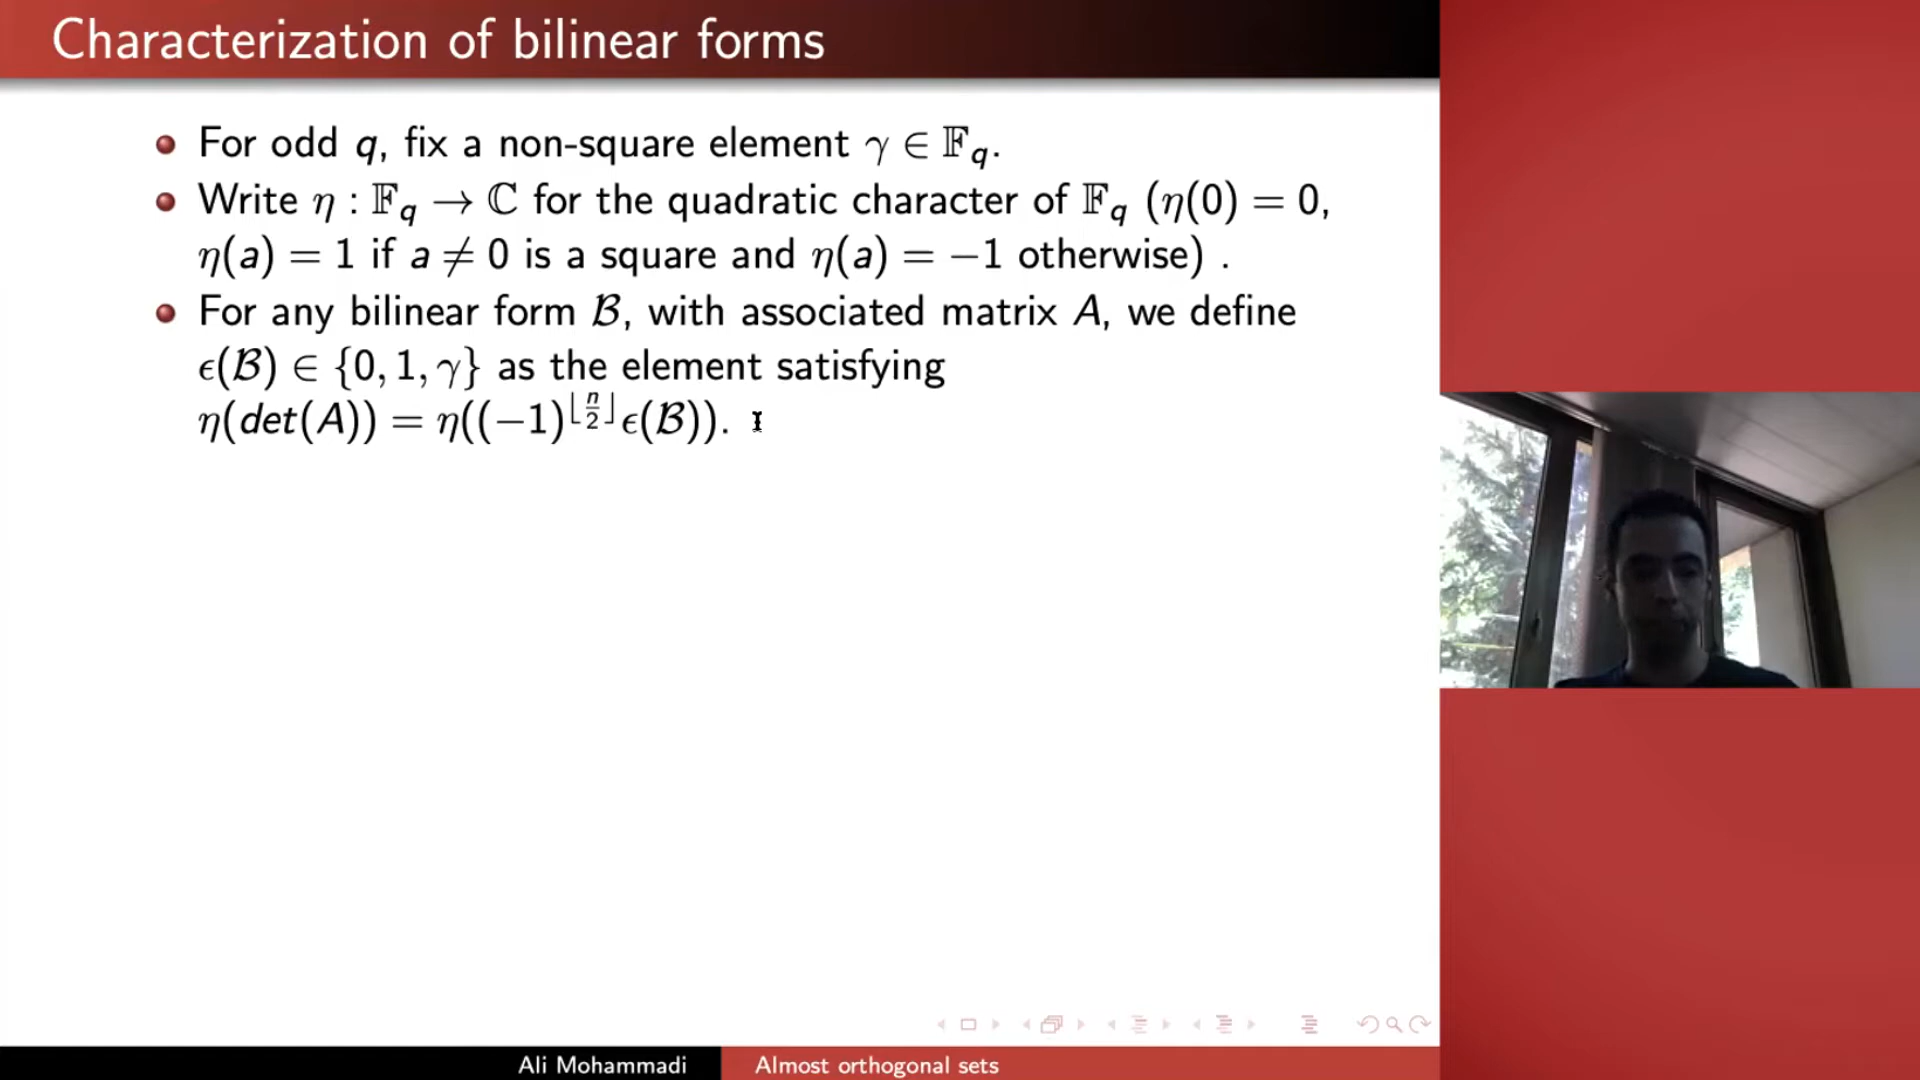 Characterization of bilinear forms
For odd q, fix a non-square element γ ∈ 𝔽_q.
Write η : 𝔽_q → ℂ for the quadratic character of 𝔽_q (η(0) = 0,
η(a) = 1 if a ≠ 0 is a square and η(a) = −1 otherwise) .
For any bilinear form ℬ, with associated matrix A, we define
ϵ(ℬ) ∈ {0, 1, γ} as the element satisfying
η(det(A)) = η((−1)^{⌊n/2⌋}ϵ(ℬ)).
Ali Mohammadi
Almost orthogonal sets